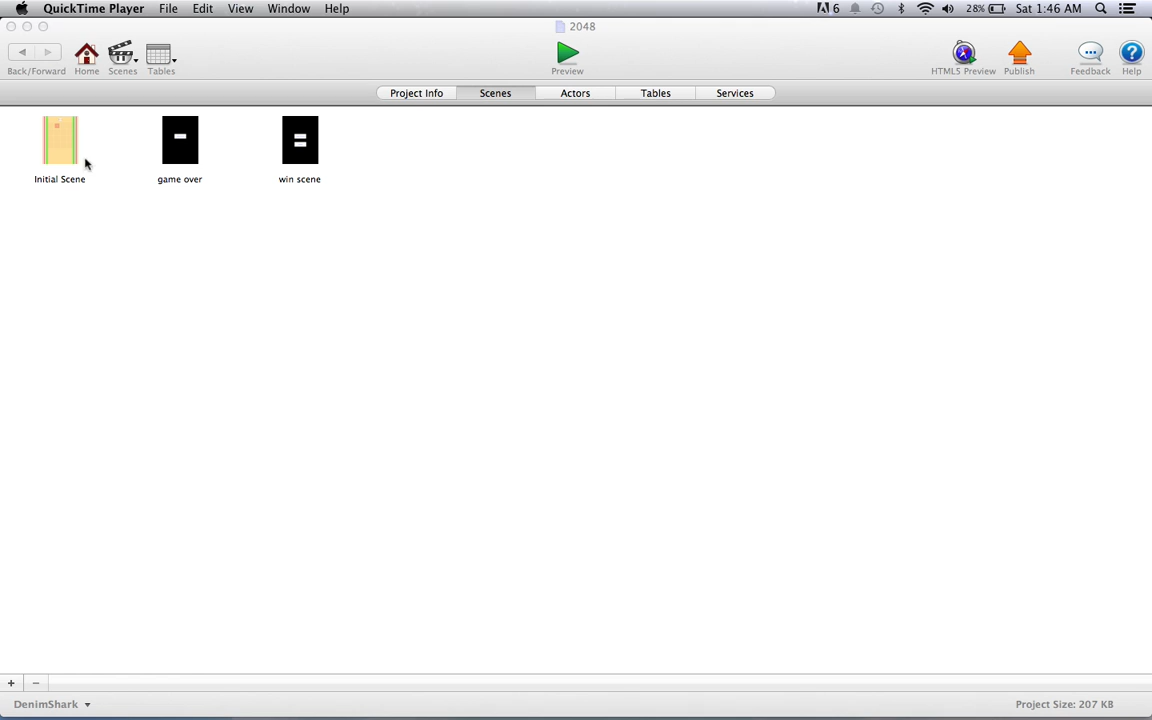 QuickTime Player File Edit View Window Help 6 28% Sat 1:46 AM
2048
Back/Forward Home Scenes Tables Preview HTML5 Preview Publish Feedback Help
Project Info Scenes Actors Tables Services
Initial Scene game over win scene
+ −
DenimShark Project Size: 207 KB